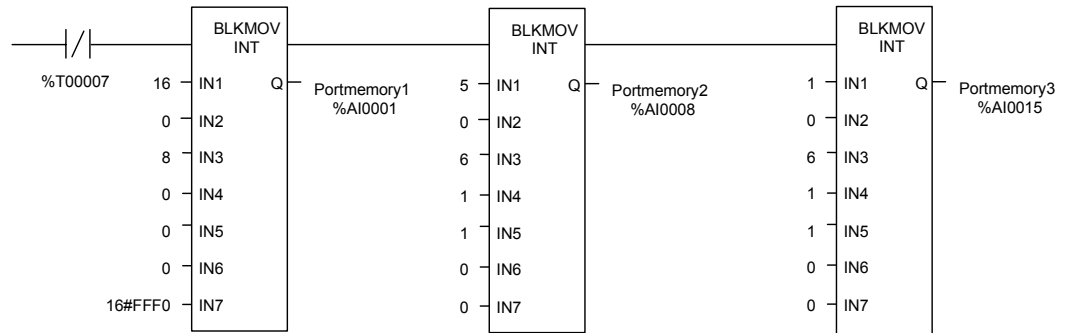 BLKMOV
INT
BLKMOV
INT
BLKMOV
INT
%T00007
16 IN1 Q Portmemory1
%AI0001
0 IN2
8 IN3
0 IN4
0 IN5
0 IN6
16#FFF0 IN7
5 IN1 Q Portmemory2
%AI0008
0 IN2
6 IN3
1 IN4
1 IN5
0 IN6
0 IN7
1 IN1 Q Portmemory3
%AI0015
0 IN2
6 IN3
1 IN4
1 IN5
0 IN6
0 IN7